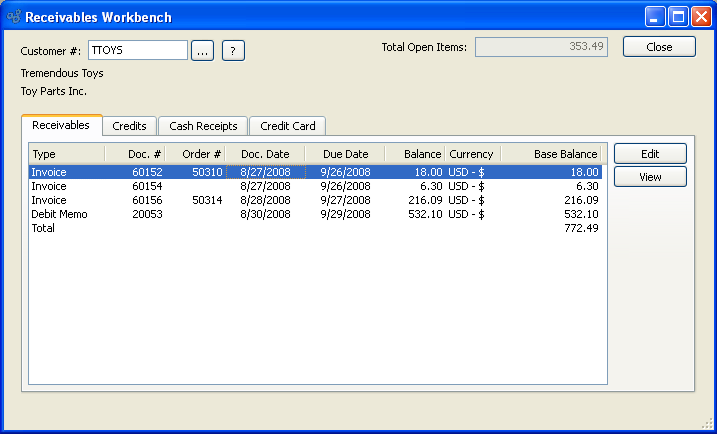 Receivables Workbench
Customer #: TTOYS ... ? Total Open Items: 353.49 Close
Tremendous Toys
Toy Parts Inc.
Receivables Credits Cash Receipts Credit Card
Type Doc. # Order # Doc. Date Due Date Balance Currency Base Balance Edit
Invoice 60152 50310 8/27/2008 9/26/2008 18.00 USD - $ 18.00 View
Invoice 60154 8/27/2008 9/26/2008 6.30 USD - $ 6.30
Invoice 60156 50314 8/28/2008 9/27/2008 216.09 USD - $ 216.09
Debit Memo 20053 8/30/2008 9/29/2008 532.10 USD - $ 532.10
Total 772.49